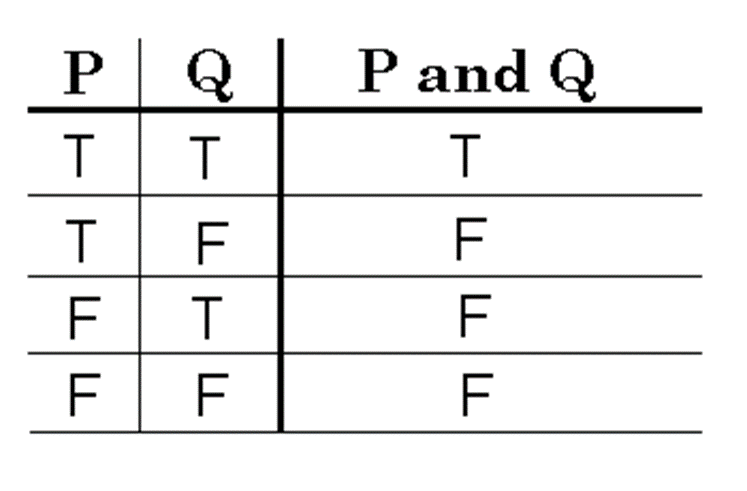 P Q P and Q
T T T
T F F
F T F
F F F